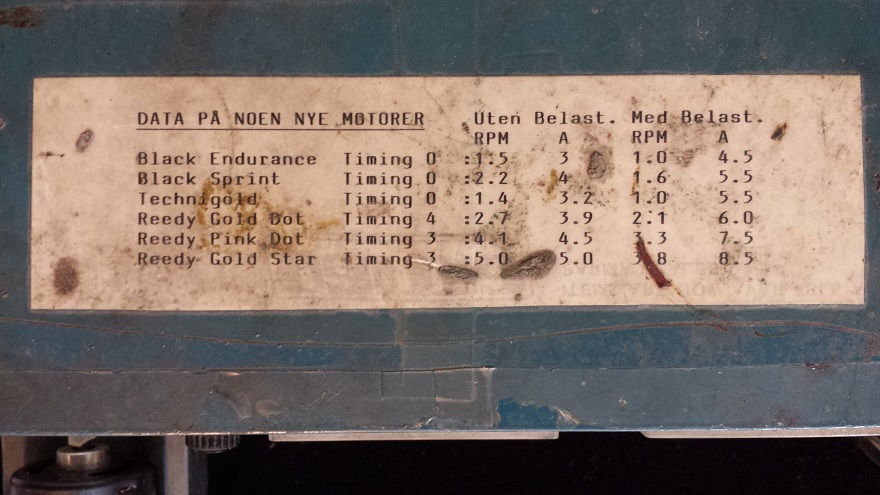 DATA PÅ NOEN NYE MOTORER Uten Belast. Med Belast.
RPM A RPM A
Black Endurance Timing 0 :1.5 3 1.0 4.5
Black Sprint Timing 0 :2.2 4 1.6 5.5
Technigold Timing 0 :1.4 3.2 1.0 5.5
Reedy Gold Dot Timing 4 :2.7 3.9 2.1 6.0
Reedy Pink Dot Timing 3 :4.1 4.5 3.3 7.5
Reedy Gold Star Timing 3 :5.0 5.0 3.8 8.5